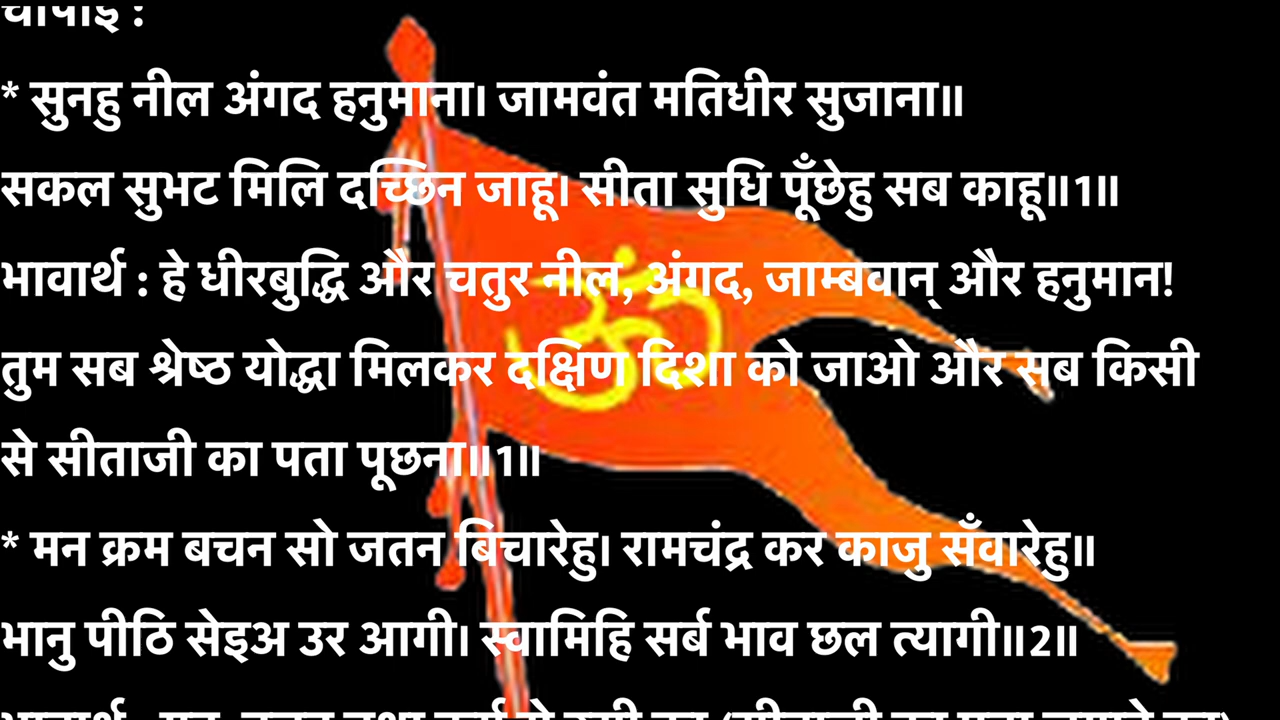 चौपाई :
* सुनहु नील अंगद हनुमाना। जामवंत मतिधीर सुजाना॥
सकल सुभट मिलि दच्छिन जाहू। सीता सुधि पूँछेहु सब काहू॥1॥
भावार्थ : हे धीरबुद्धि और चतुर नील, अंगद, जाम्बवान् और हनुमान!
तुम सब श्रेष्ठ योद्धा मिलकर दक्षिण दिशा को जाओ और सब किसी
से सीताजी का पता पूछना॥1॥
* मन क्रम बचन सो जतन बिचारेहु। रामचंद्र कर काजु सँवारेहु॥
भानु पीठि सेइअ उर आगी। स्वामिहि सर्ब भाव छल त्यागी॥2॥